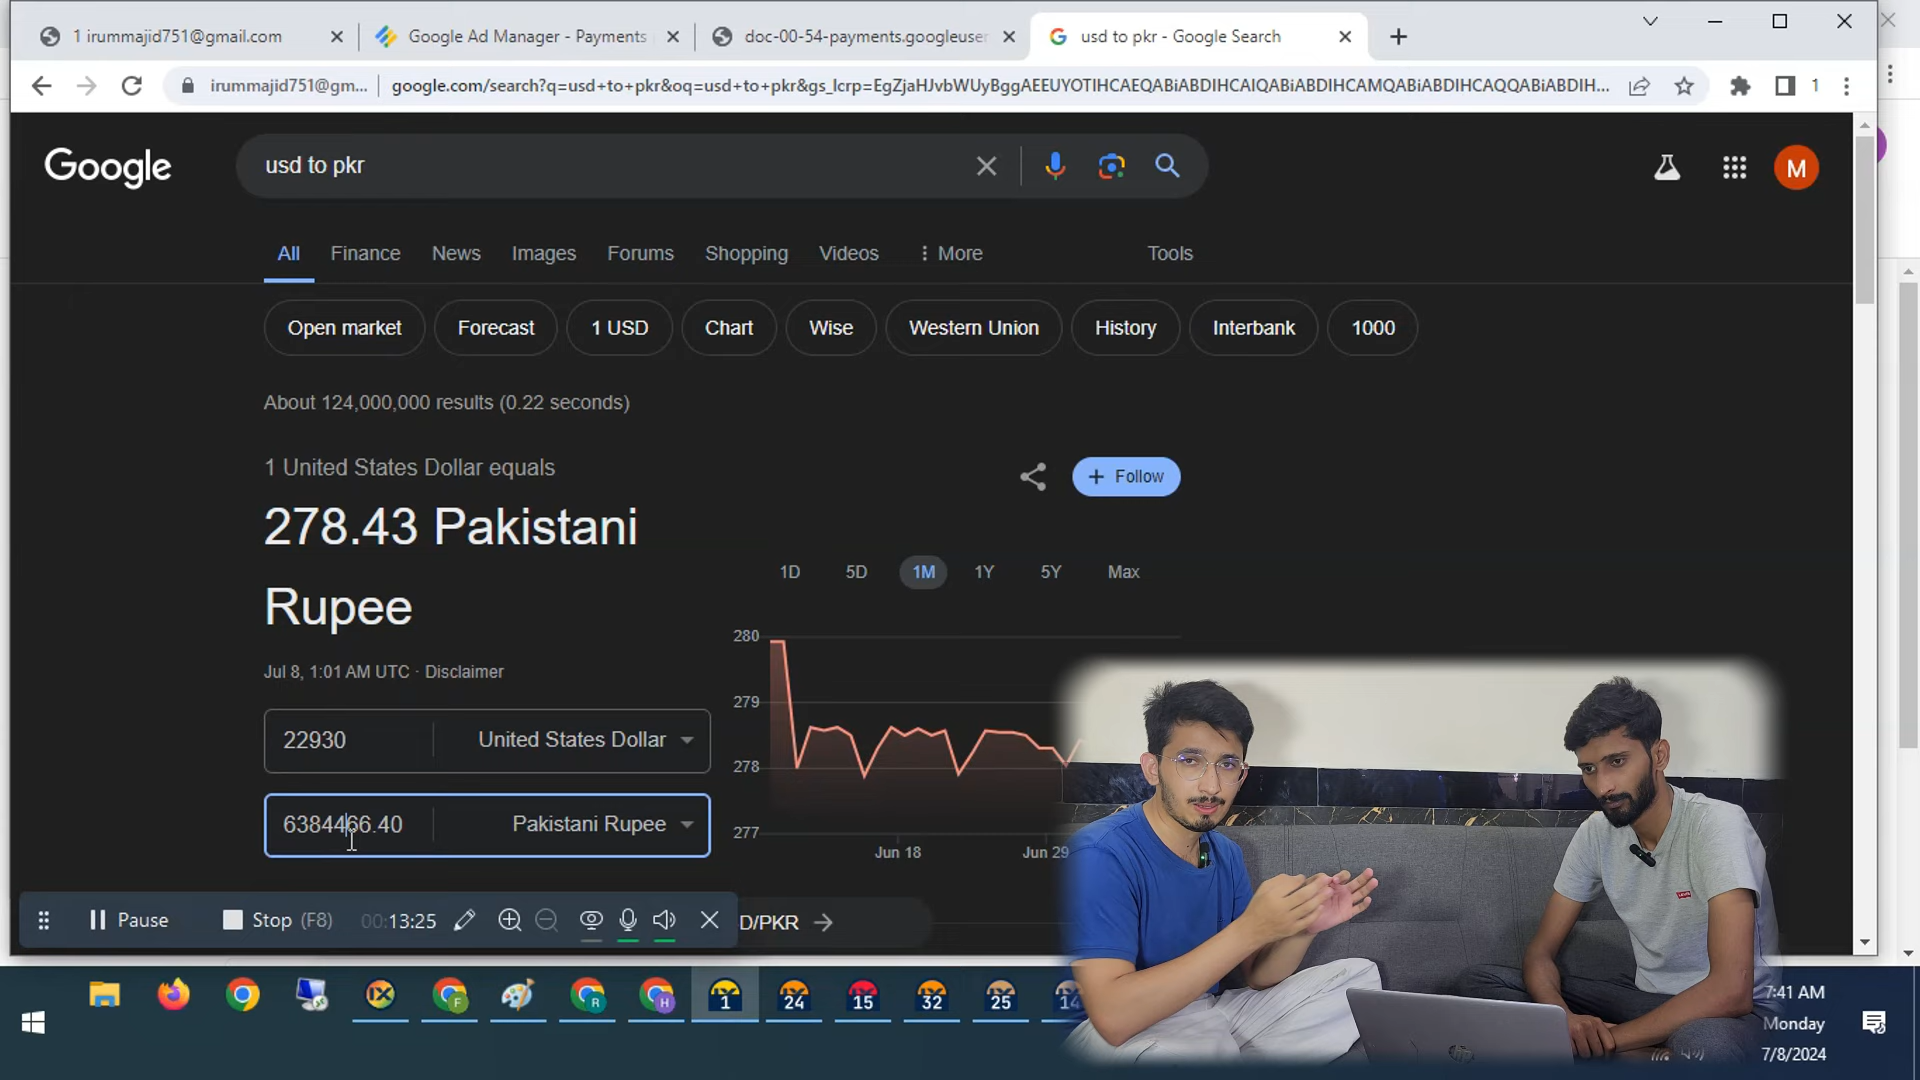 1 irummajid751@gmail.com
Google Ad Manager - Payments
doc-00-54-payments.googleuser
usd to pkr - Google Search
irummajid751@gm...
google.com/search?q=usd+to+pkr&oq=usd+to+pkr&gs_lcrp=EgZjaHJvbWUyBggAEEUYOTIHCAEQABiABDIHCAIQABiABDIHCAMQABiABDIHCAQQABiABDIH...
1
Google
usd to pkr
M
All Finance News Images Forums Shopping Videos More Tools
Open market Forecast 1 USD Chart Wise Western Union History Interbank 1000
About 124,000,000 results (0.22 seconds)
1 United States Dollar equals
Follow
278.43 Pakistani
Rupee
1D 5D 1M 1Y 5Y Max
280
279
278
277
Jun 18 Jun 29
Jul 8, 1:01 AM UTC · Disclaimer
22930 United States Dollar
6384466.40 Pakistani Rupee
Pause Stop (F8) 00:13:25
D/PKR
F R H 1 24 15 32 25 14
7:41 AM
Monday
7/8/2024